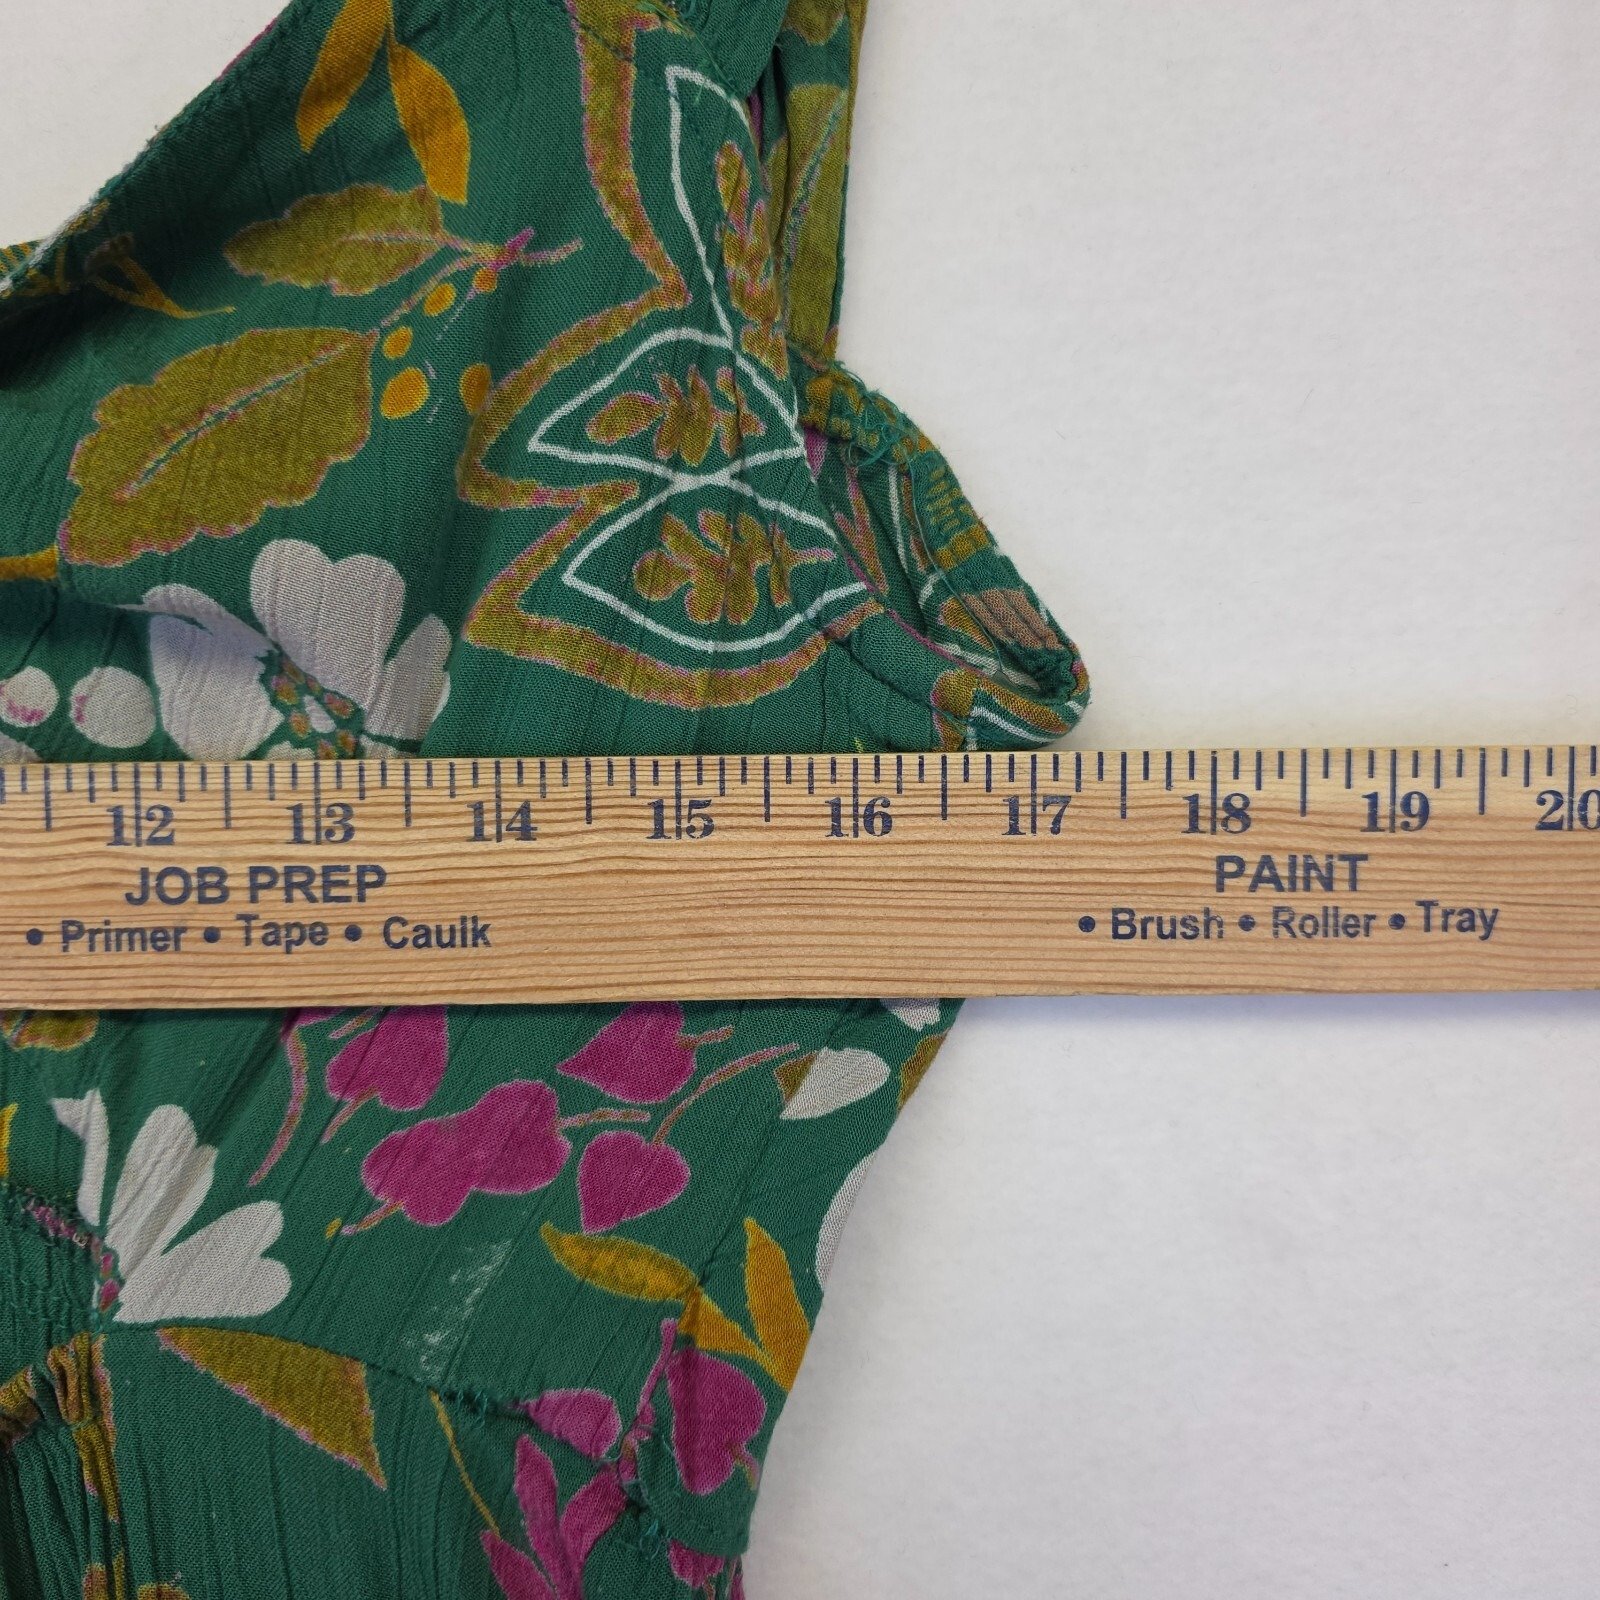 12 13 14 15 16 17 18 19 20
JOB PREP
• Primer • Tape • Caulk
PAINT
• Brush • Roller • Tray